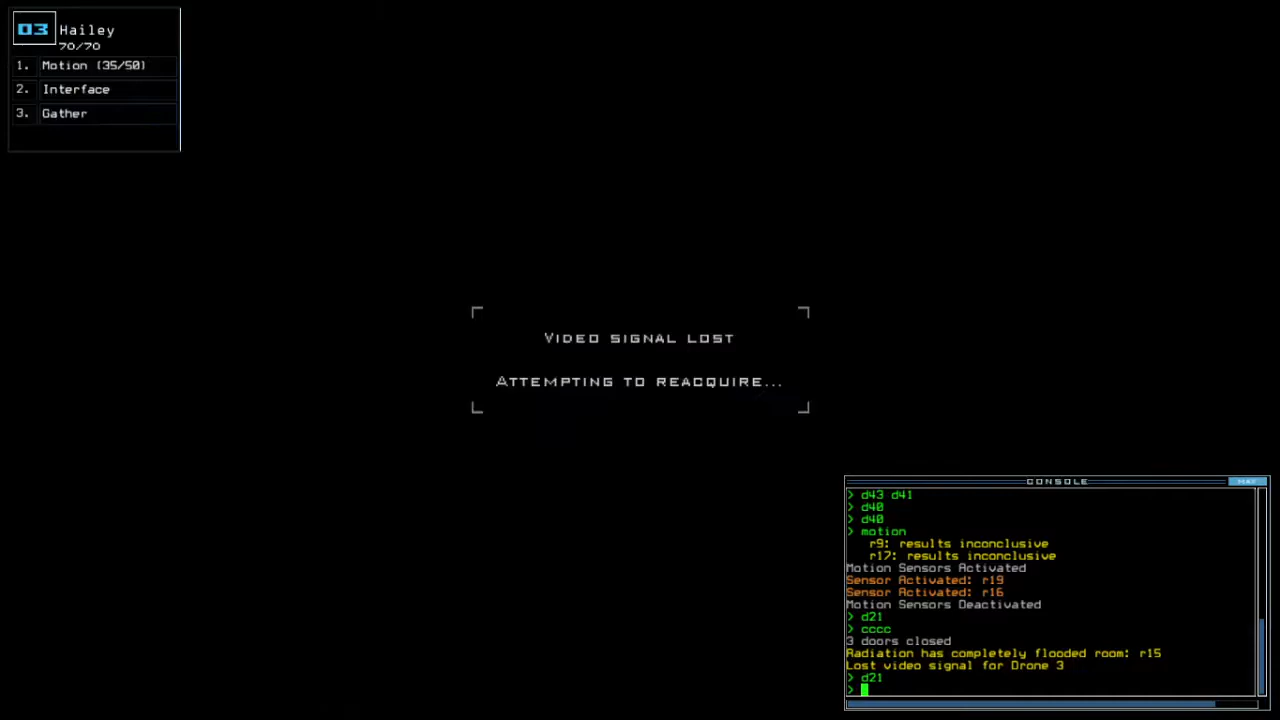 03 Hailey
70/70
1. Motion (35/50)
2. Interface
3. Gather
Video signal lost
Attempting to reacquire...
CONSOLE
> d43 d41
> d40
> d40
> motion
r9: results inconclusive
r17: results inconclusive
Motion Sensors Activated
Sensor Activated: r19
Sensor Activated: r16
Motion Sensors Deactivated
> d21
> cccc
3 doors closed
Radiation has completely flooded room: r15
Lost video signal for Drone 3
> d21
>